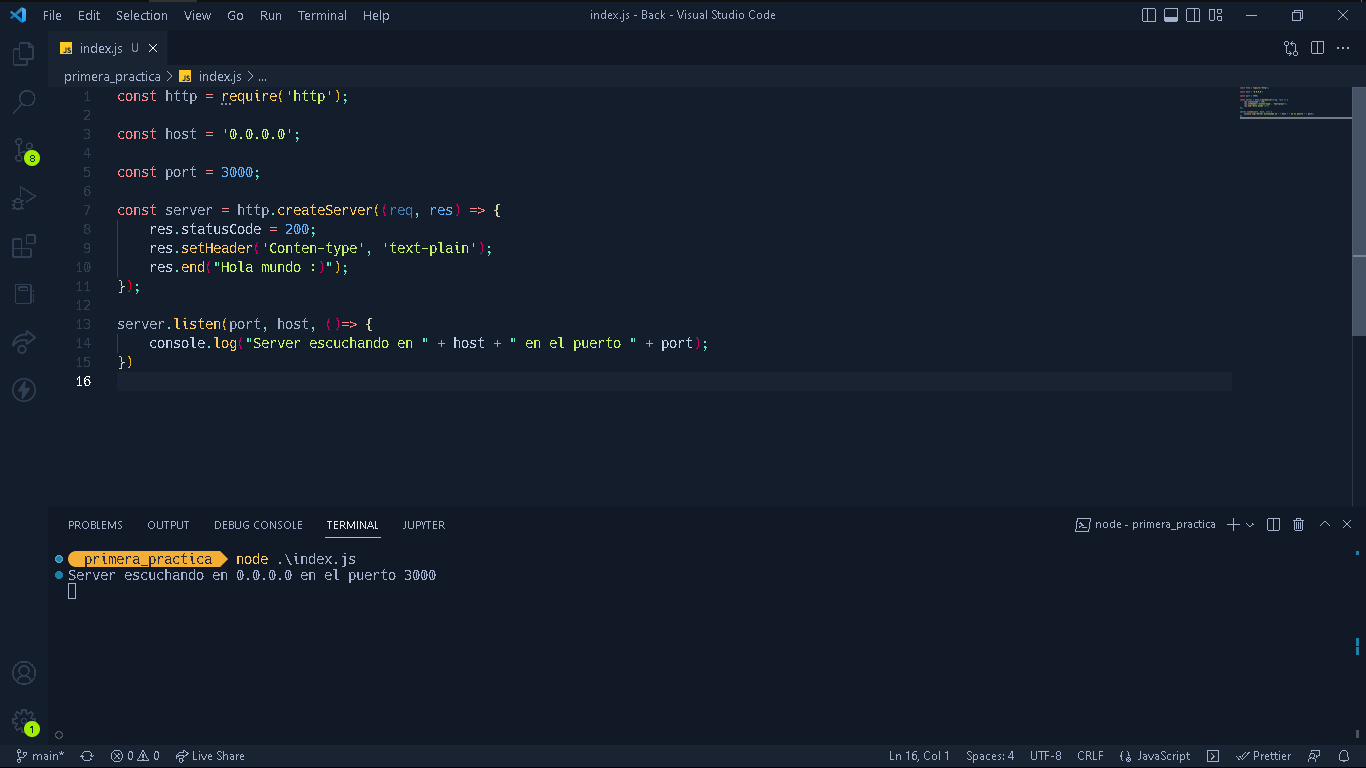 File Edit Selection View Go Run Terminal Help index.js - Back - Visual Studio Code
JS index.js U
primera_practica > JS index.js > ...
1 const http = require('http');
2
3 const host = '0.0.0.0';
4
5 const port = 3000;
6
7 const server = http.createServer((req, res) => {
8 res.statusCode = 200;
9 res.setHeader('Conten-type', 'text-plain');
10 res.end("Hola mundo :)");
11 });
12
13 server.listen(port, host, ()=> {
14 console.log("Server escuchando en " + host + " en el puerto " + port);
15 })
16
8
PROBLEMS OUTPUT DEBUG CONSOLE TERMINAL JUPYTER node - primera_practica
primera_practica node .\index.js
Server escuchando en 0.0.0.0 en el puerto 3000
1
main* 0 0 Live Share Ln 16, Col 1 Spaces: 4 UTF-8 CRLF JavaScript Prettier